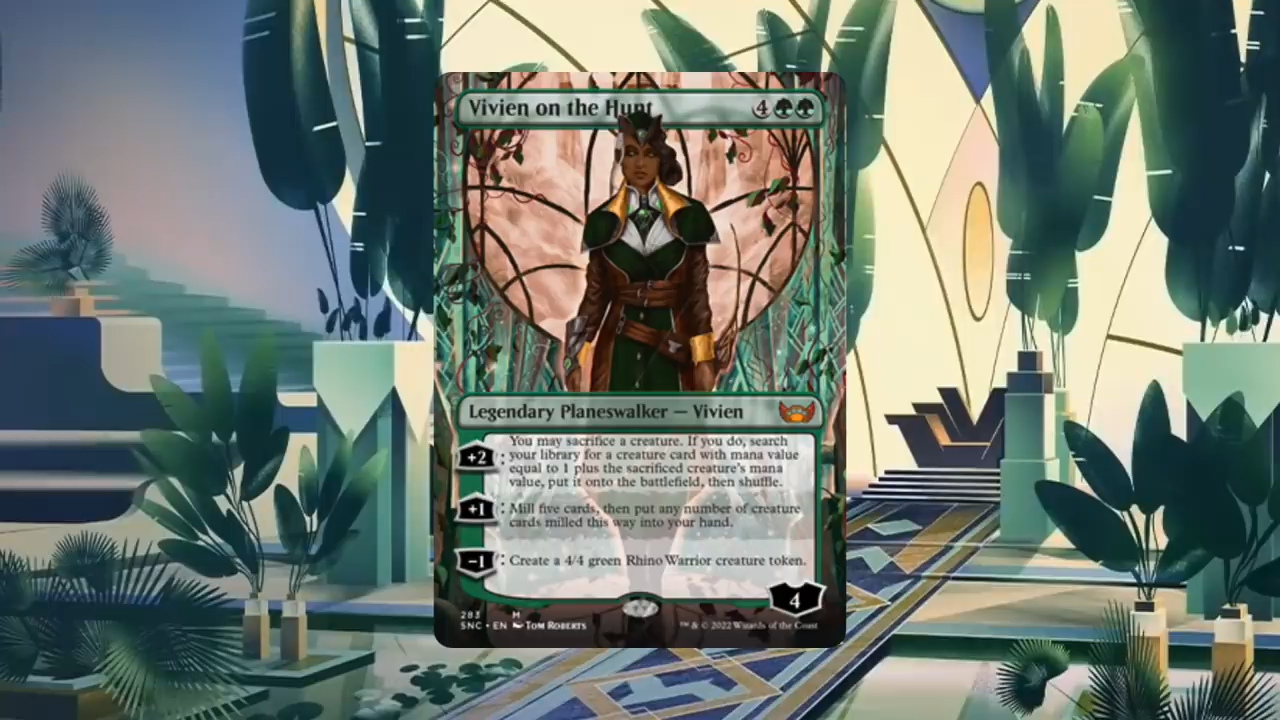 Vivien on the Hunt 4
Legendary Planeswalker — Vivien
You may sacrifice a creature. If you do, search
+2 : your library for a creature card with mana value
equal to 1 plus the sacrificed creature's mana
value, put it onto the battlefield, then shuffle.
+1 : Mill five cards, then put any number of creature
cards milled this way into your hand.
−1 : Create a 4/4 green Rhino Warrior creature token.
4
283 M
SNC • EN Tom Roberts ™ & © 2022 Wizards of the Coast